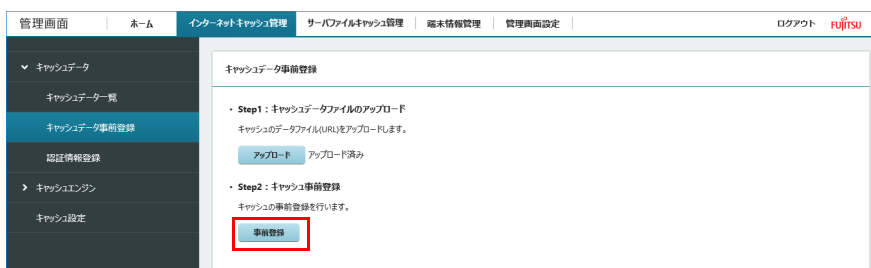 管理画面 ホーム インターネットキャッシュ管理 サーバファイルキャッシュ管理 端末情報管理 管理画面設定 ログアウト FUJITSU
キャッシュデータ
キャッシュデータ一覧
キャッシュデータ事前登録
認証情報登録
キャッシュエンジン
キャッシュ設定
キャッシュデータ事前登録
・ Step1：キャッシュデータファイルのアップロード
キャッシュのデータファイル(URL)をアップロードします。
アップロード アップロード済み
・ Step2：キャッシュ事前登録
キャッシュの事前登録を行います。
事前登録